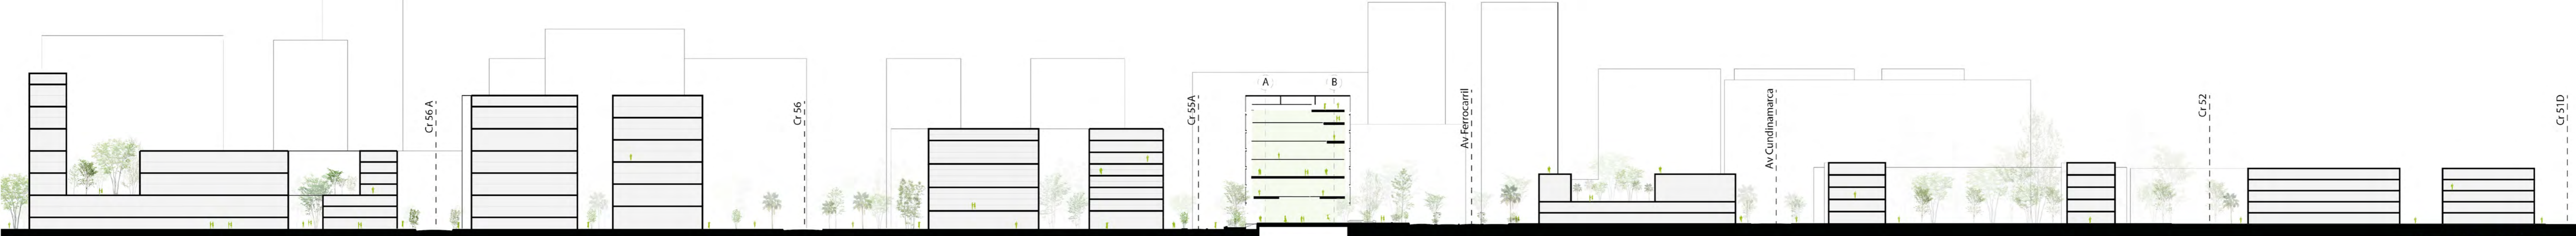 Cr 56 A
Cr 56
Cr 55A
A
B
Av Ferrocarril
Av Cundinamarca
Cr 52
Cr 51D